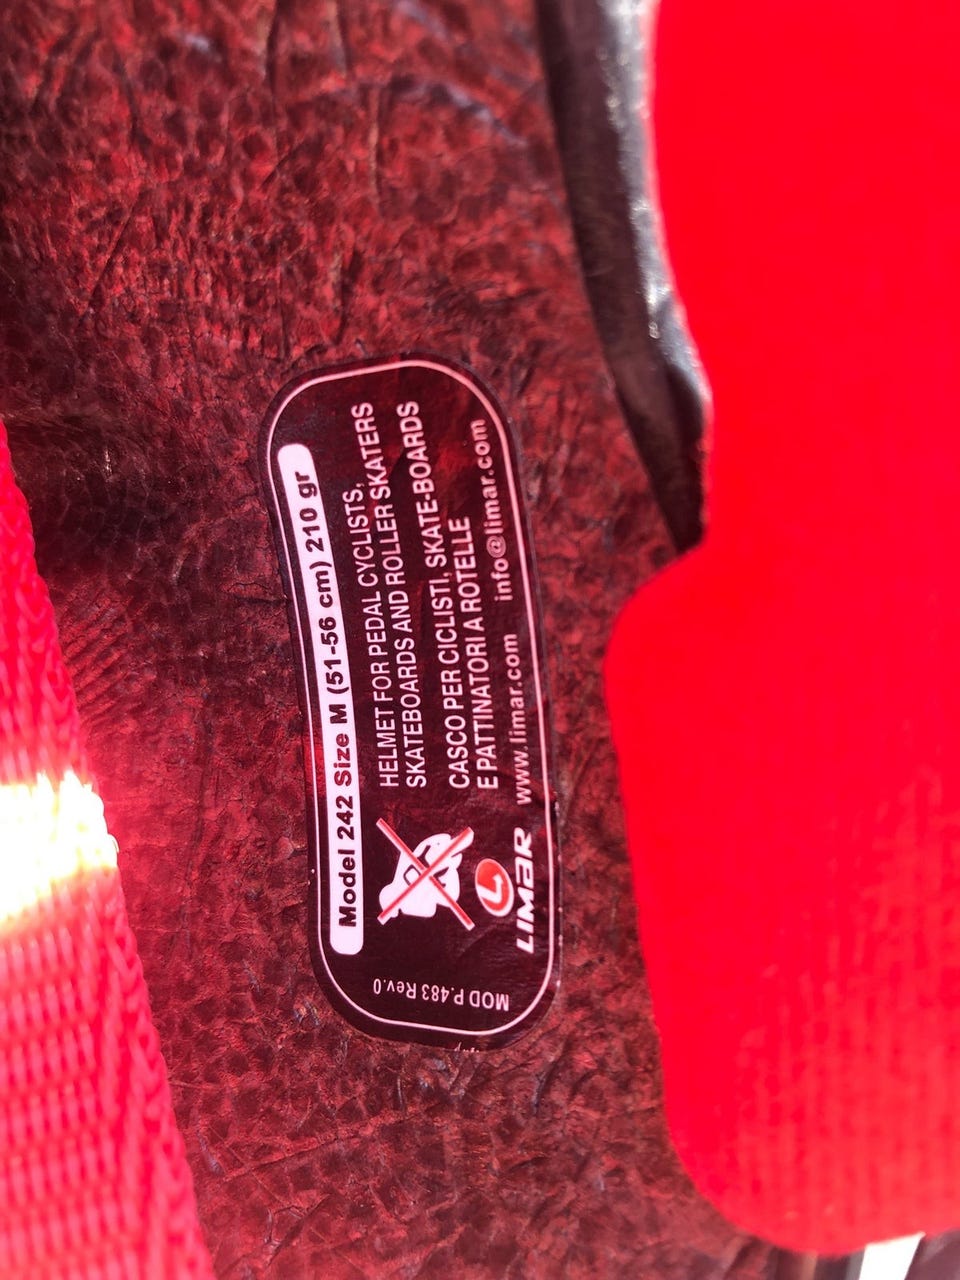 Model 242 Size M (51-56 cm) 210 gr
HELMET FOR PEDAL CYCLISTS,
SKATEBOARDS AND ROLLER SKATERS
CASCO PER CICLISTI, SKATE-BOARDS
E PATTINATORI A ROTELLE
LIMAR www.limar.com info@limar.com
MOD P.483 Rev.0